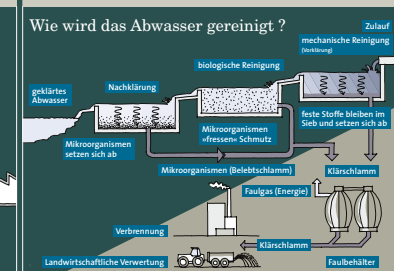 Wie wird das Abwasser gereinigt ?
Zulauf
mechanische Reinigung
(Vorklärung)
biologische Reinigung
Nachklärung
geklärtes
Abwasser
feste Stoffe bleiben im
Sieb und setzen sich ab
Mikroorganismen
»fressen« Schmutz
Mikroorganismen
setzen sich ab
Mikroorganismen (Belebtschlamm)
Klärschlamm
Faulgas (Energie)
Verbrennung
Klärschlamm
Landwirtschaftliche Verwertung
Faulbehälter